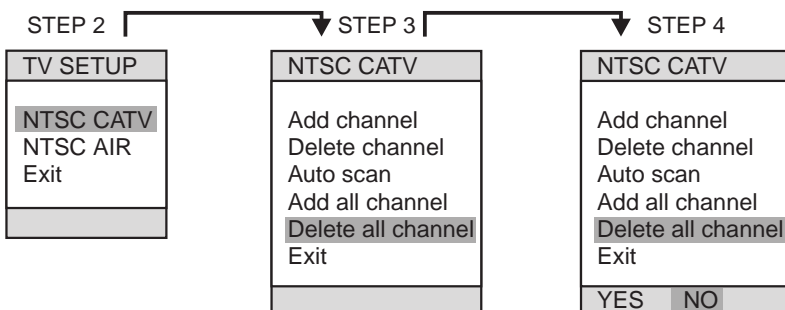 STEP 2
TV SETUP
NTSC CATV
NTSC AIR
Exit
STEP 3
NTSC CATV
Add channel
Delete channel
Auto scan
Add all channel
Delete all channel
Exit
STEP 4
NTSC CATV
Add channel
Delete channel
Auto scan
Add all channel
Delete all channel
Exit
YES NO